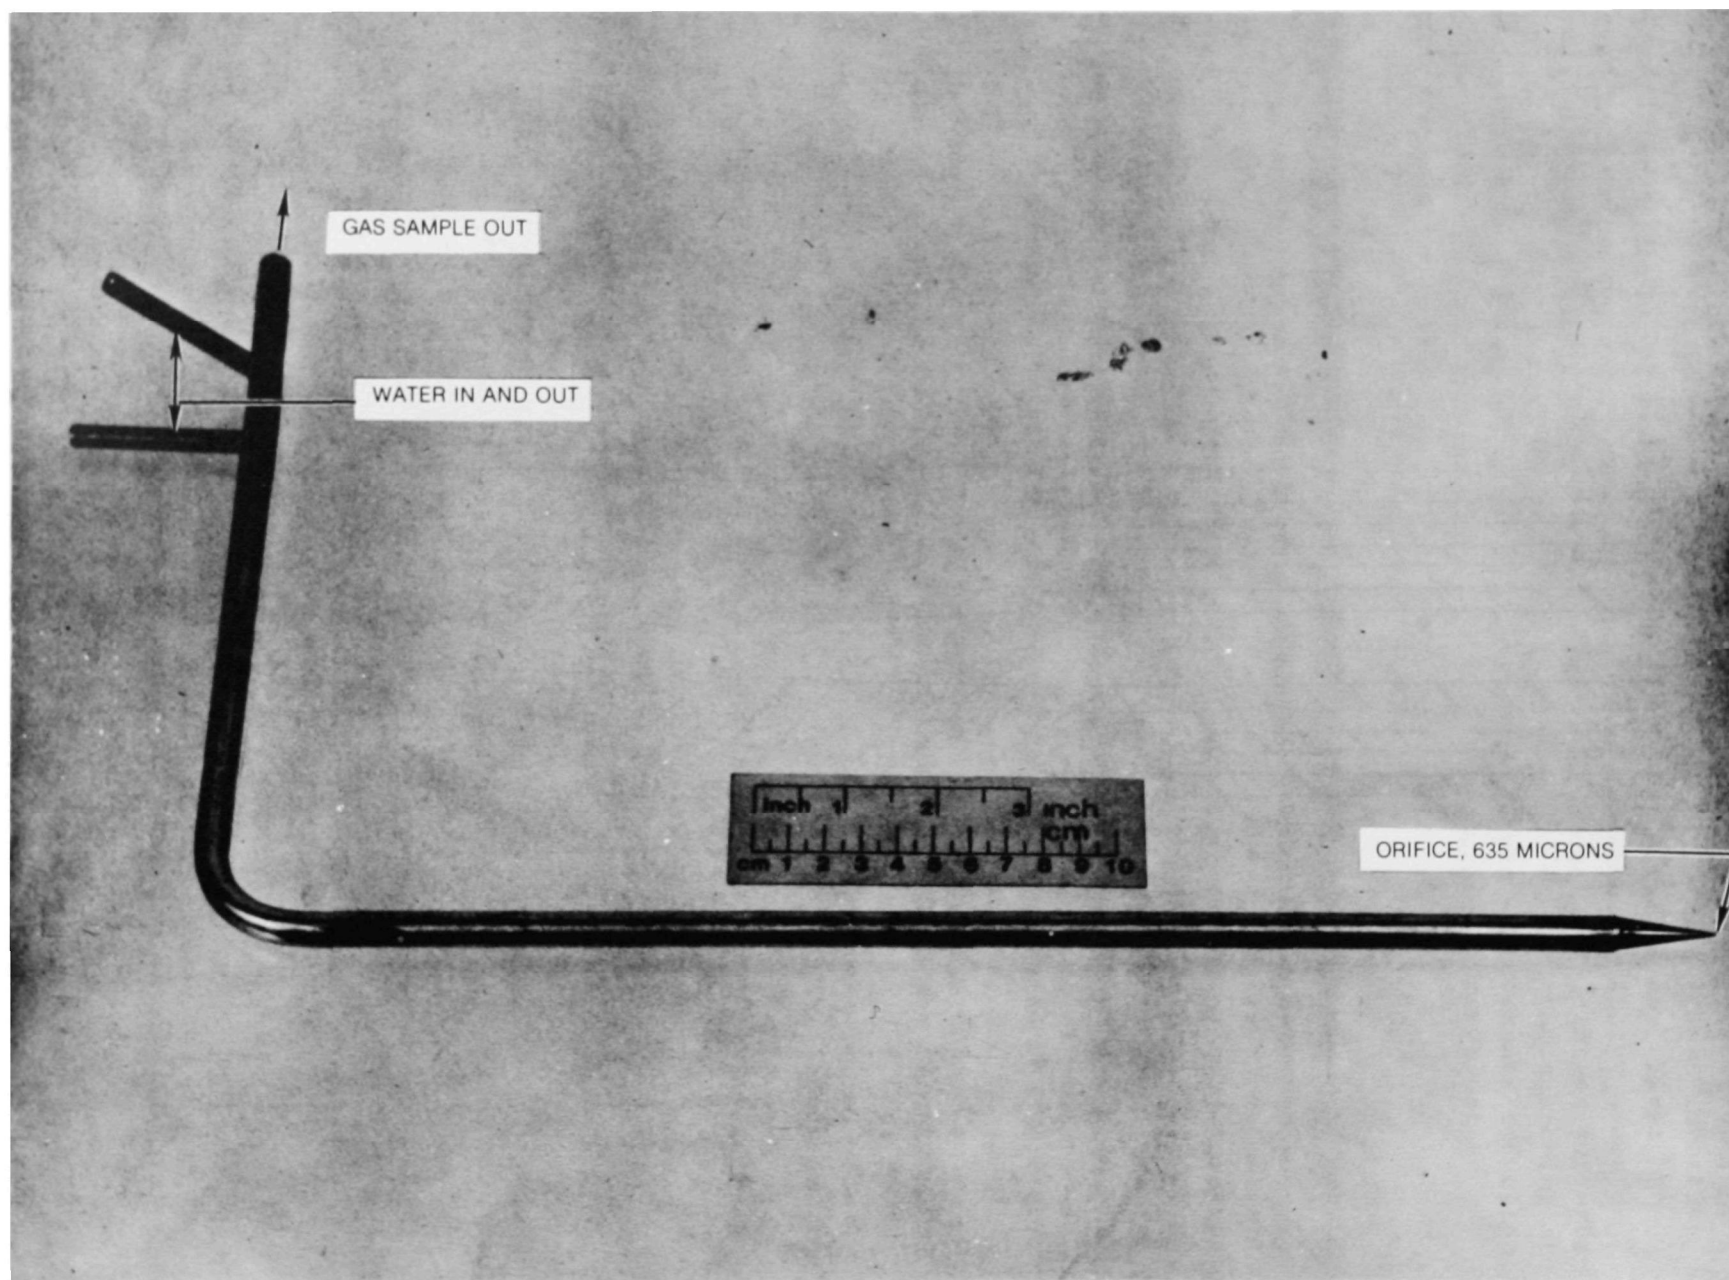 GAS SAMPLE OUT
WATER IN AND OUT
inch 1 2 3 inch
cm
cm 1 2 3 4 5 6 7 8 9 10
ORIFICE, 635 MICRONS